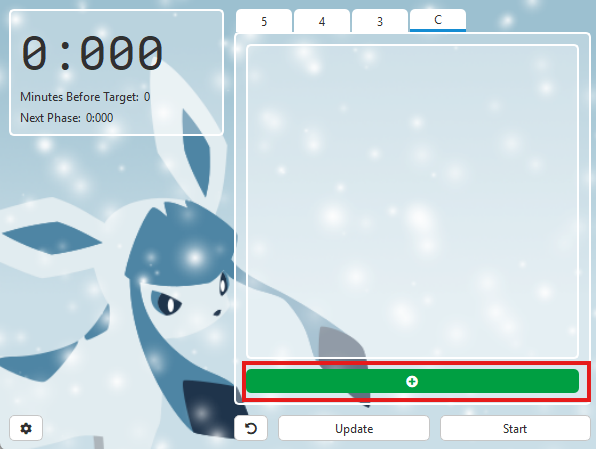 5 4 3 C
0:000
Minutes Before Target: 0
Next Phase: 0:000
Update Start